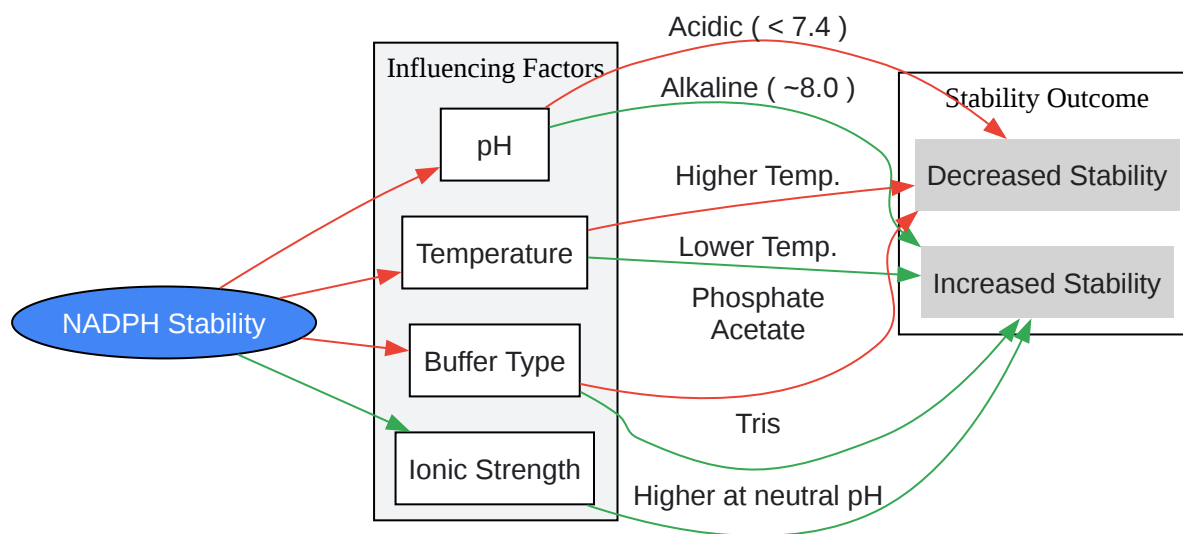 NADPH Stability
Influencing Factors
pH
Temperature
Buffer Type
Ionic Strength
Acidic ( < 7.4 )
Alkaline ( ~8.0 )
Higher Temp.
Lower Temp.
Phosphate
Acetate
Tris
Higher at neutral pH
Stability Outcome
Decreased Stability
Increased Stability